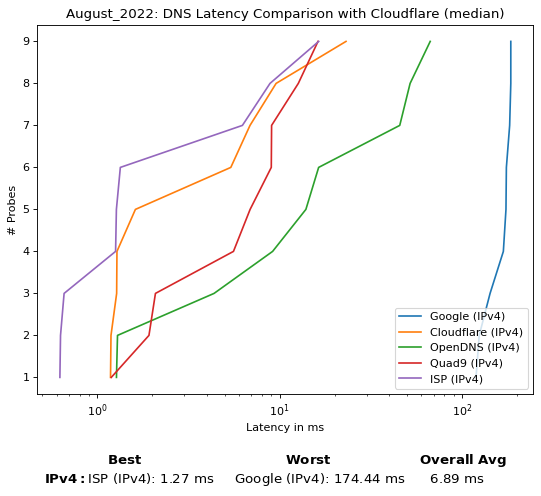 August_2022: DNS Latency Comparison with Cloudflare (median)
# Probes
9
8
7
6
5
4
3
2
1
Google (IPv4)
Cloudflare (IPv4)
OpenDNS (IPv4)
Quad9 (IPv4)
ISP (IPv4)
10⁰ 10¹ 10²
Latency in ms
Best Worst Overall Avg
IPv4: ISP (IPv4): 1.27 ms Google (IPv4): 174.44 ms 6.89 ms